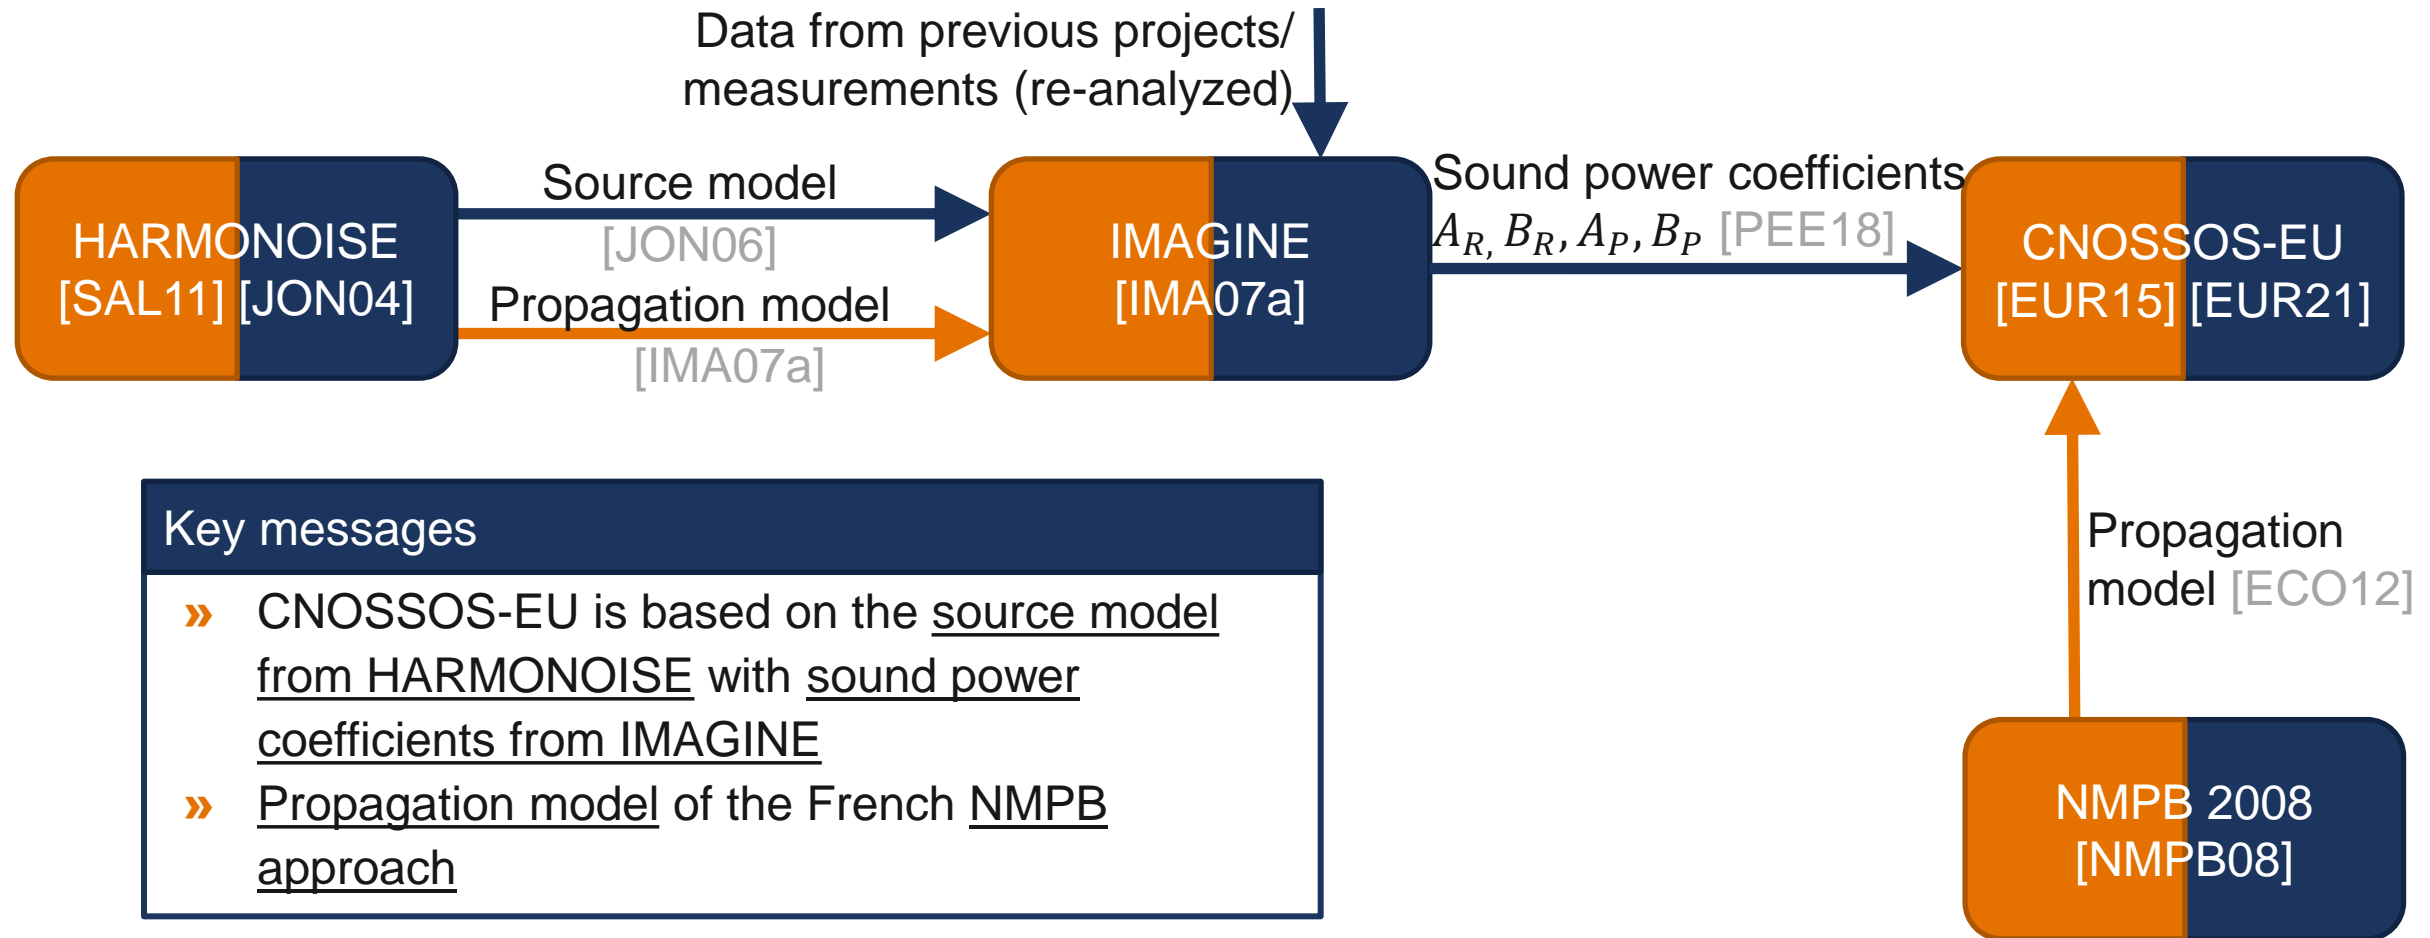 Data from previous projects/
measurements (re-analyzed)
HARMONOISE
[SAL11] [JON04]
Source model
[JON06]
Propagation model
[IMA07a]
IMAGINE
[IMA07a]
Sound power coefficients
A_R, B_R, A_P, B_P [PEE18]
CNOSSOS-EU
[EUR15] [EUR21]
Propagation
model [ECO12]
NMPB 2008
[NMPB08]
Key messages
» CNOSSOS-EU is based on the source model
from HARMONOISE with sound power
coefficients from IMAGINE
» Propagation model of the French NMPB
approach